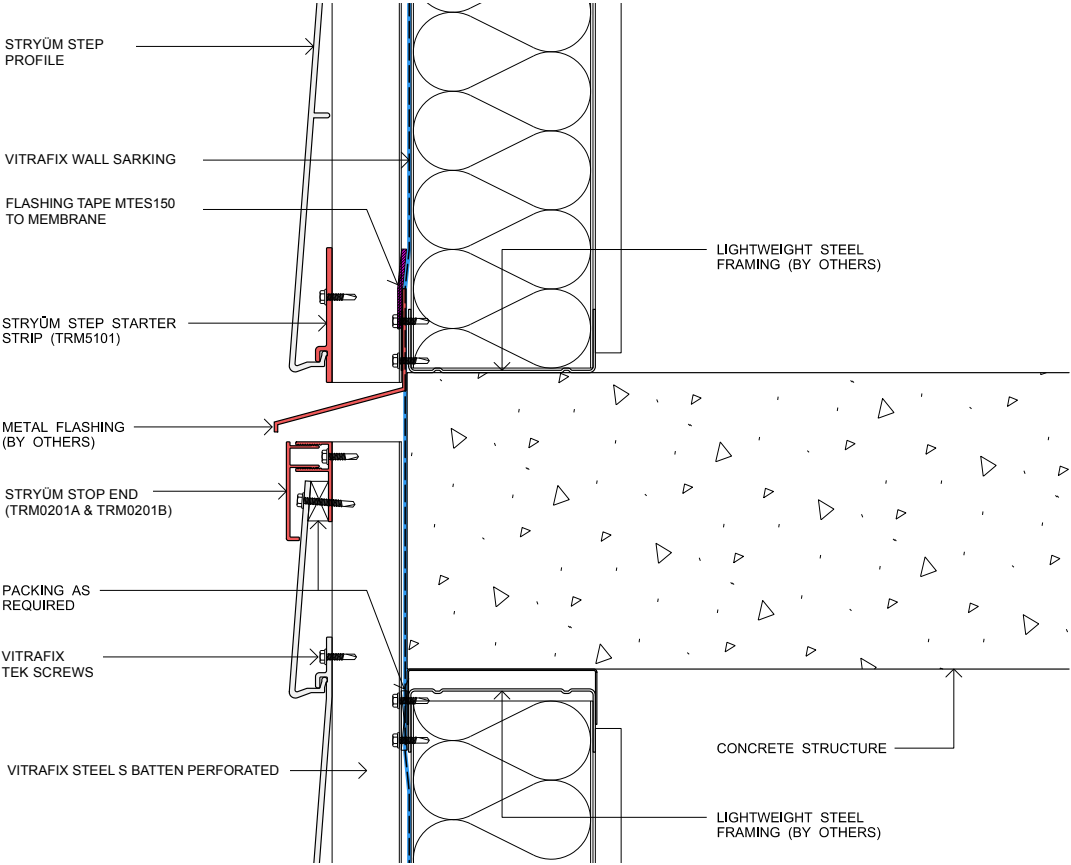 STRYÜM STEP
PROFILE
VITRAFIX WALL SARKING
FLASHING TAPE MTES150
TO MEMBRANE
LIGHTWEIGHT STEEL
FRAMING (BY OTHERS)
STRYÜM STEP STARTER
STRIP (TRM5101)
METAL FLASHING
(BY OTHERS)
STRYÜM STOP END
(TRM0201A & TRM0201B)
PACKING AS
REQUIRED
VITRAFIX
TEK SCREWS
CONCRETE STRUCTURE
VITRAFIX STEEL S BATTEN PERFORATED
LIGHTWEIGHT STEEL
FRAMING (BY OTHERS)